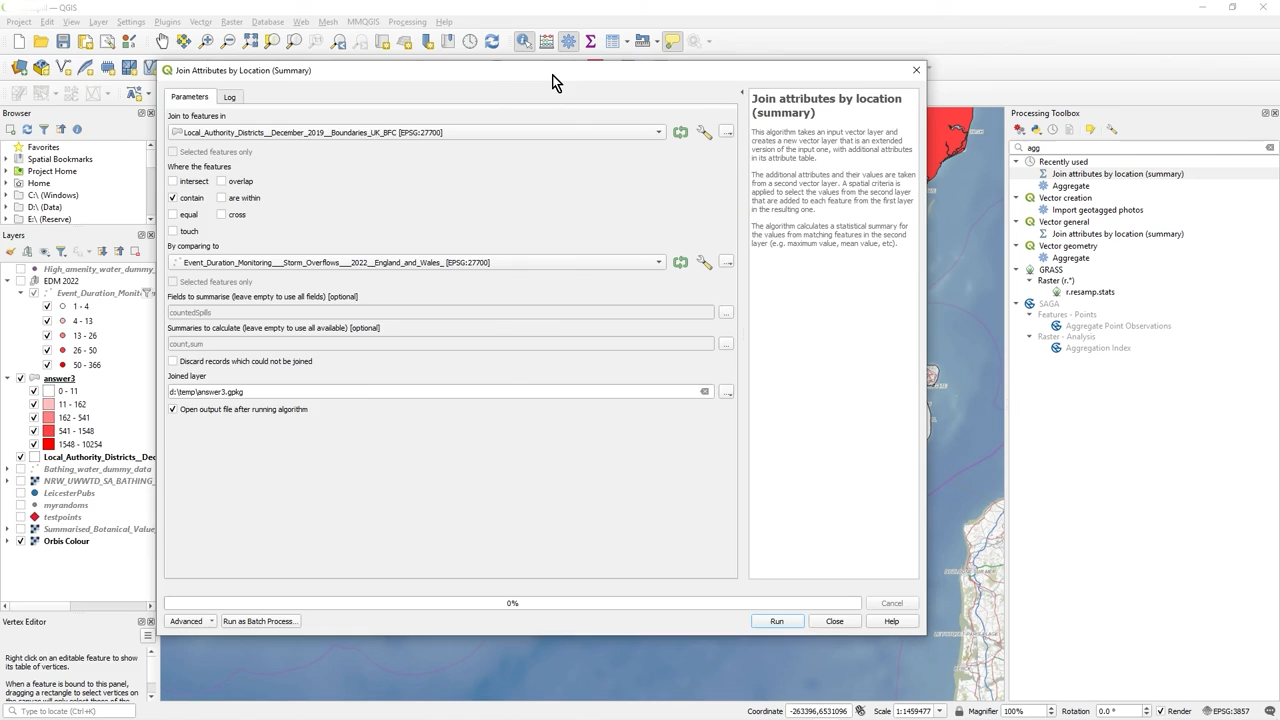 QGIS
Project Edit View Layer Settings Plugins Vector Raster Database Web Mesh MMQGIS Processing Help
Join Attributes by Location (Summary)
Parameters Log
Join to features in
Local_Authority_Districts__December_2019__Boundaries_UK_BFC [EPSG:27700]
Selected features only
Where the features
intersect overlap
contain are within
equal cross
touch
By comparing to
Event_Duration_Monitoring___Storm_Overflows___2022__England_and_Wales_ [EPSG:27700]
Selected features only
Fields to summarise (leave empty to use all fields) [optional]
countedSpills
Summaries to calculate (leave empty to use all available) [optional]
count,sum
Discard records which could not be joined
Joined layer
d:\temp\answer3.gpkg
Open output file after running algorithm
0%
Cancel
Advanced Run as Batch Process... Run Close Help
Join attributes by location
(summary)
This algorithm takes an input vector layer and
creates a new vector layer that is an extended
version of the input one, with additional attributes
in its attribute table.
The additional attributes and their values are taken
from a second vector layer. A spatial criteria is
applied to select the values from the second layer
that are added to each feature from the first layer
in the resulting one.
The algorithm calculates a statistical summary for
the values from matching features in the second
layer (e.g. maximum value, mean value, etc).
Browser
Favorites
Spatial Bookmarks
Project Home
Home
C:\ (Windows)
D:\ (Data)
E:\ (Reserve)
Layers
High_amenity_water_dummy_
EDM 2022
Event_Duration_Monit
1 - 4
4 - 13
13 - 26
26 - 50
50 - 366
answer3
0 - 11
11 - 162
162 - 541
541 - 1548
1548 - 10254
Local_Authority_Districts__Dec
Bathing_water_dummy_data
NRW_UWWTD_SA_BATHING_
LeicesterPubs
myrandoms
testpoints
Summarised_Botanical_Value_
Orbis Colour
Vertex Editor
Right click on an editable feature to show
its table of vertices.
When a feature is bound to this panel,
dragging a rectangle to select vertices on
Processing Toolbox
agg
Recently used
Join attributes by location (summary)
Aggregate
Vector creation
Import geotagged photos
Vector general
Join attributes by location (summary)
Vector geometry
Aggregate
GRASS
Raster (r.*)
r.resamp.stats
SAGA
Features - Points
Aggregate Point Observations
Raster - Analysis
Aggregation Index
Type to locate (Ctrl+K) Coordinate -263396,6531096 Scale 1:1459477 Magnifier 100% Rotation 0.0 ° Render EPSG:3857